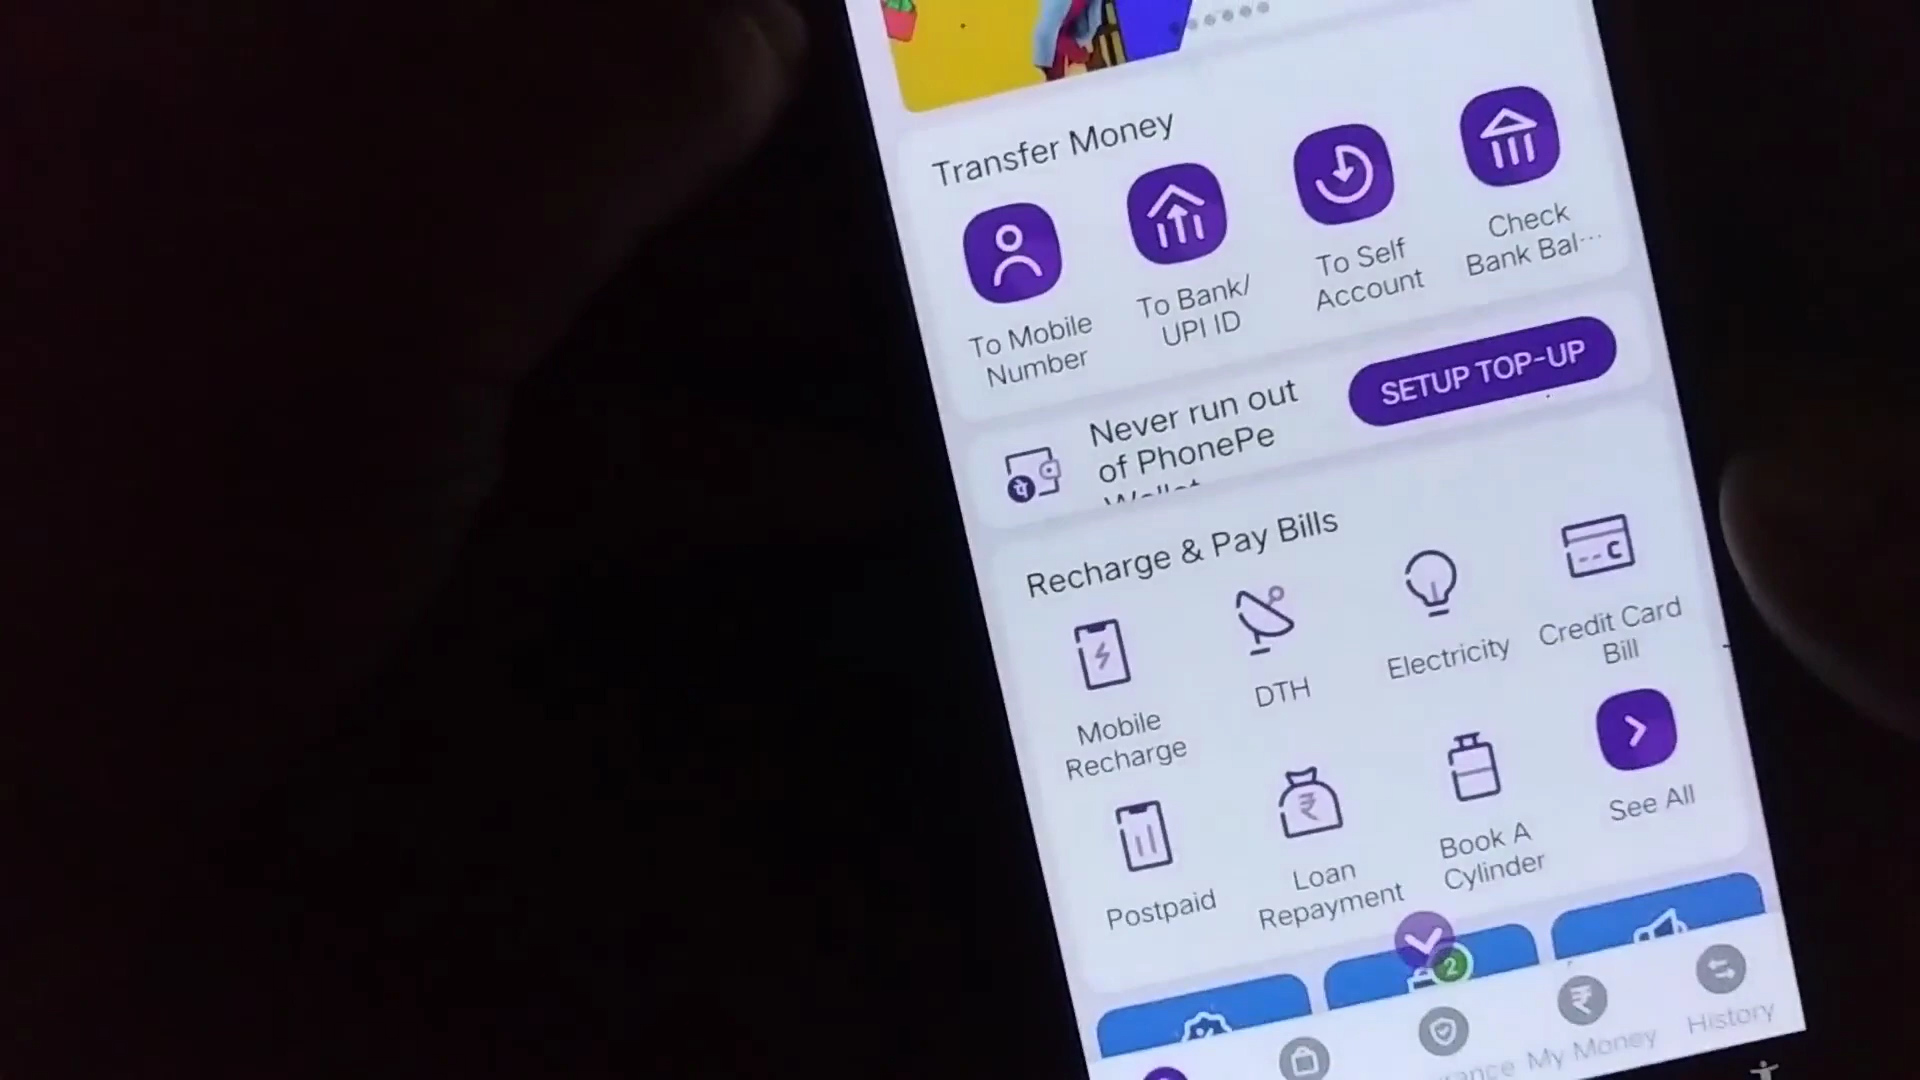 Transfer Money
To Mobile
Number
To Bank/
UPI ID
To Self
Account
Check
Bank Bal...
Never run out
of PhonePe
Wallet
SETUP TOP-UP
Recharge & Pay Bills
Mobile
Recharge
DTH
Electricity
Credit Card
Bill
Postpaid
Loan
Repayment
Book A
Cylinder
See All
2
My Money
History